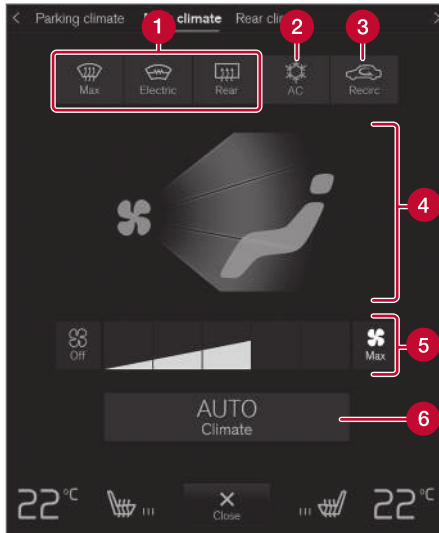 Parking climate climate Rear
1 2 3
Max Electric Rear AC Recirc
4
Off Max 5
AUTO 6
Climate
22°C Close 22°C